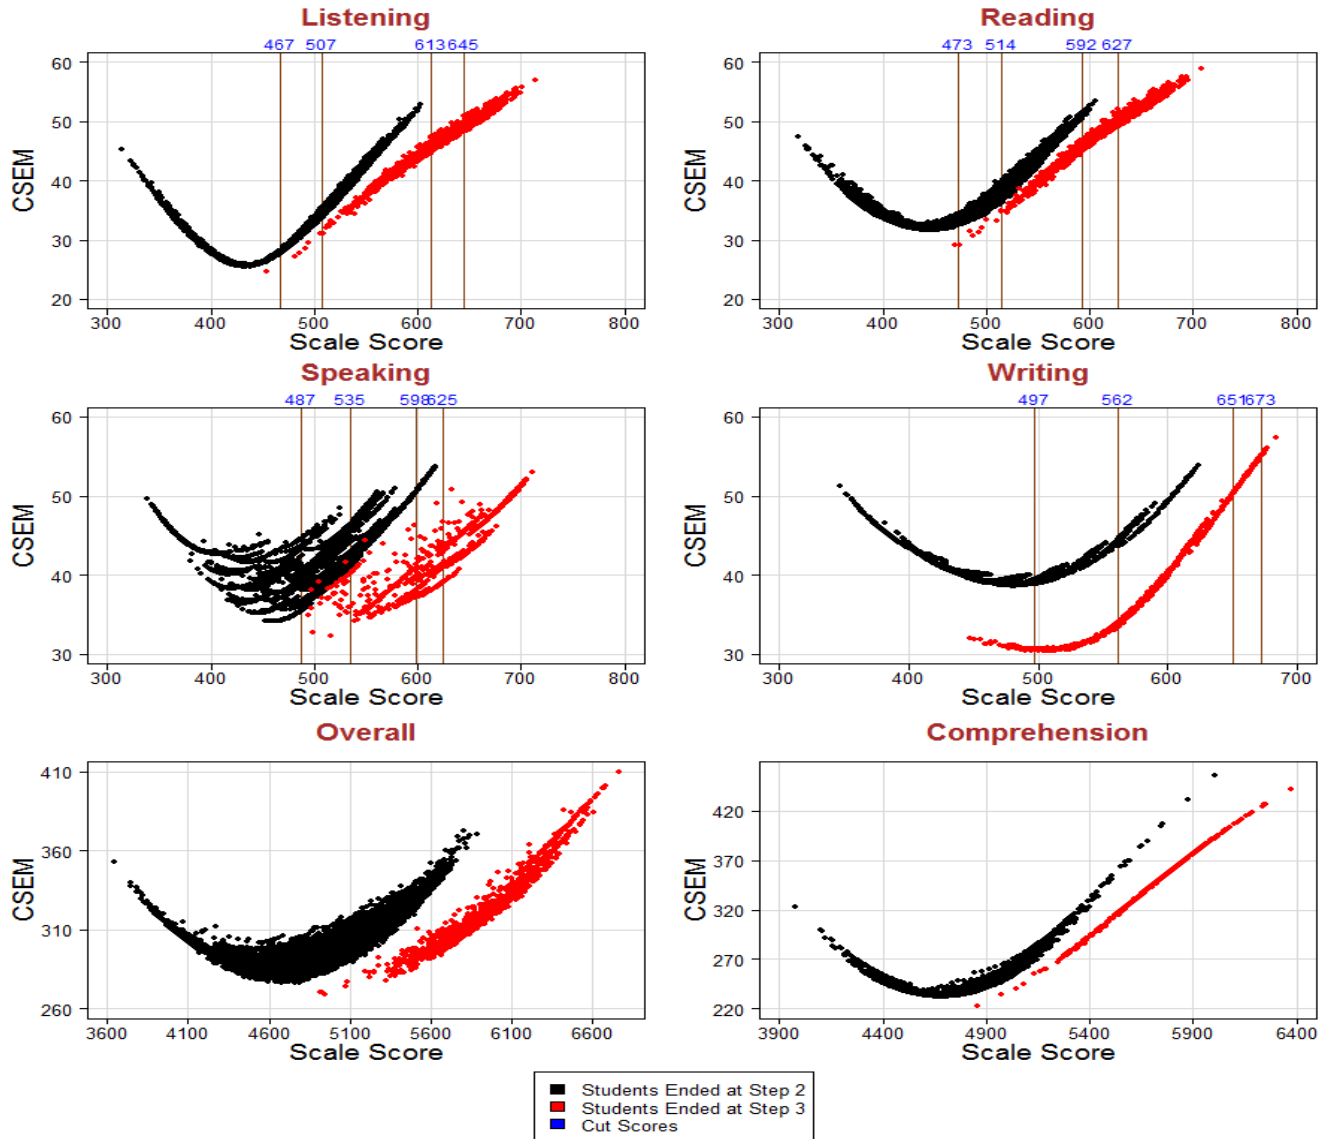 Listening
467 507 613 645
60
50
40
30
20
CSEM
300 400 500 600 700 800
Scale Score
Reading
473 514 592 627
60
50
40
30
20
CSEM
300 400 500 600 700 800
Scale Score
Speaking
487 535 598 625
60
50
40
30
CSEM
300 400 500 600 700 800
Scale Score
Writing
497 562 651 673
60
50
40
30
CSEM
300 400 500 600 700
Scale Score
Overall
410
360
310
260
CSEM
3600 4100 4600 5100 5600 6100 6600
Scale Score
Comprehension
420
370
320
270
220
CSEM
3900 4400 4900 5400 5900 6400
Scale Score
Students Ended at Step 2
Students Ended at Step 3
Cut Scores